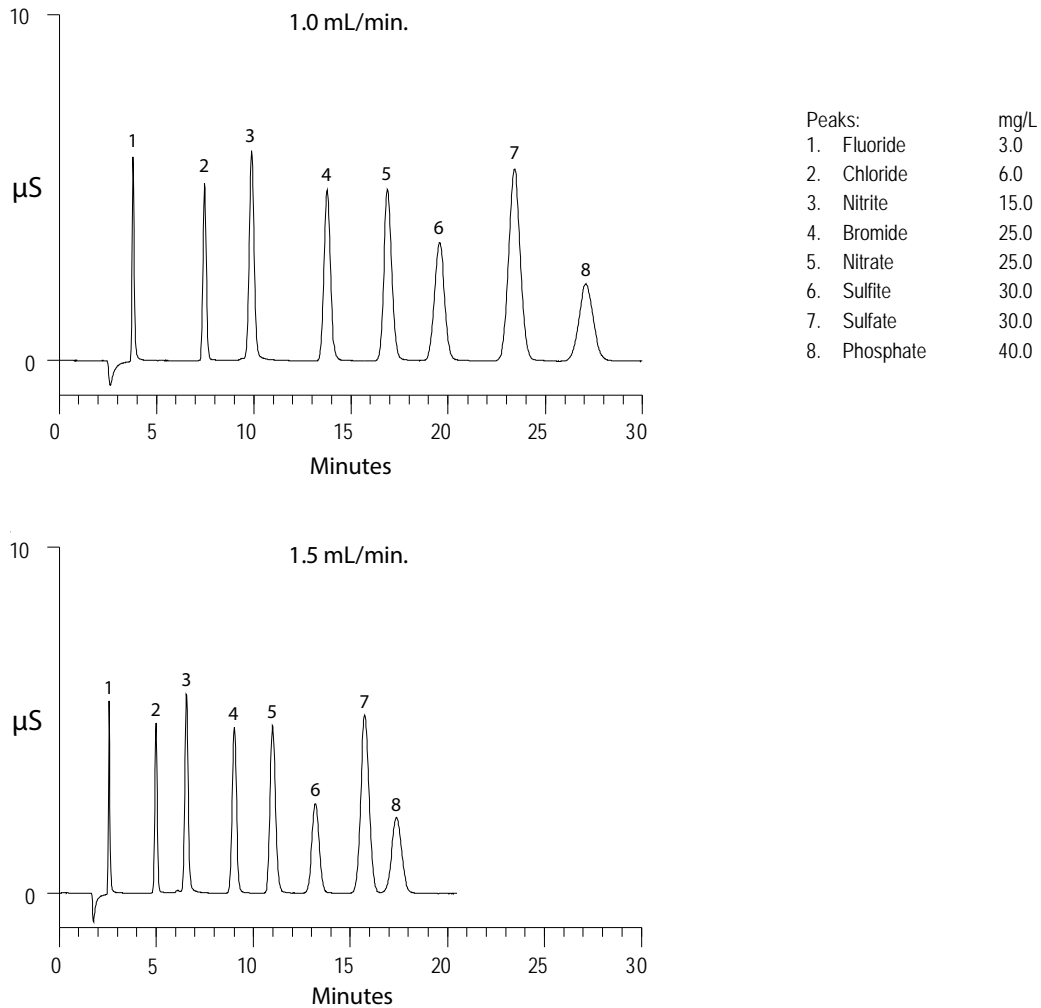 10
1.0 mL/min.
1
2
3
4
5
6
7
8
µS
0
0 5 10 15 20 25 30
Minutes
Peaks: mg/L
1. Fluoride 3.0
2. Chloride 6.0
3. Nitrite 15.0
4. Bromide 25.0
5. Nitrate 25.0
6. Sulfite 30.0
7. Sulfate 30.0
8. Phosphate 40.0
10
1.5 mL/min.
1
2
3
4
5
6
7
8
µS
0
0 5 10 15 20 25 30
Minutes